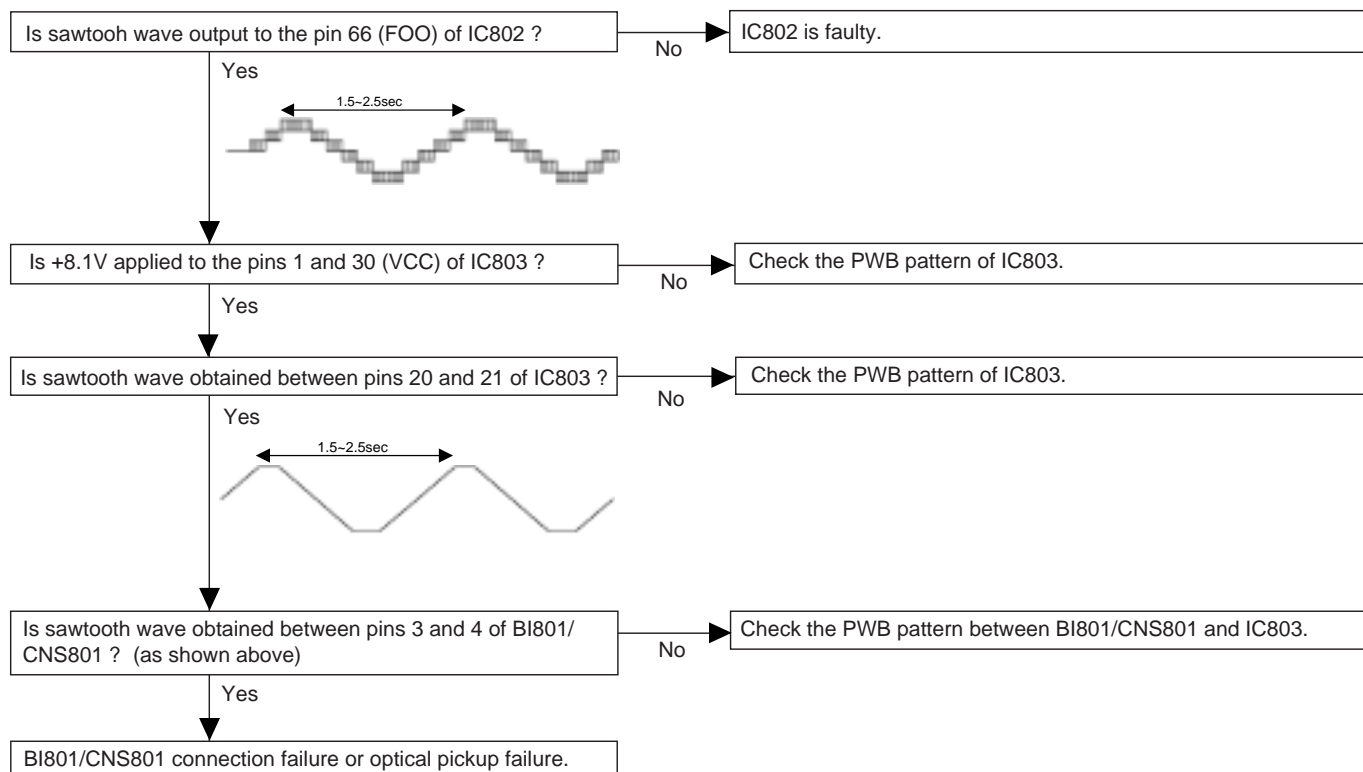 Is sawtooh wave output to the pin 66 (FOO) of IC802 ?
No
IC802 is faulty.
Yes
1.5~2.5sec
Is +8.1V applied to the pins 1 and 30 (VCC) of IC803 ?
No
Check the PWB pattern of IC803.
Yes
Is sawtooth wave obtained between pins 20 and 21 of IC803 ?
No
Check the PWB pattern of IC803.
Yes
1.5~2.5sec
Is sawtooth wave obtained between pins 3 and 4 of BI801/
CNS801 ? (as shown above)
No
Check the PWB pattern between BI801/CNS801 and IC803.
Yes
BI801/CNS801 connection failure or optical pickup failure.